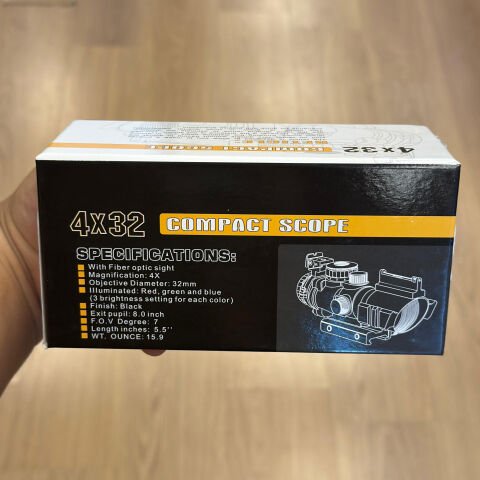 4X32
4X32 COMPACT SCOPE
SPECIFICATIONS:
With Fiber optic sight
Magnification: 4X
Objective Diameter: 32mm
Illuminated: Red, green and blue
(3 brightness setting for each color)
Finish: Black
Exit pupil: 8.0 inch
F.O.V Degree: 7
Length inches: 5.5''
WT. OUNCE: 15.9